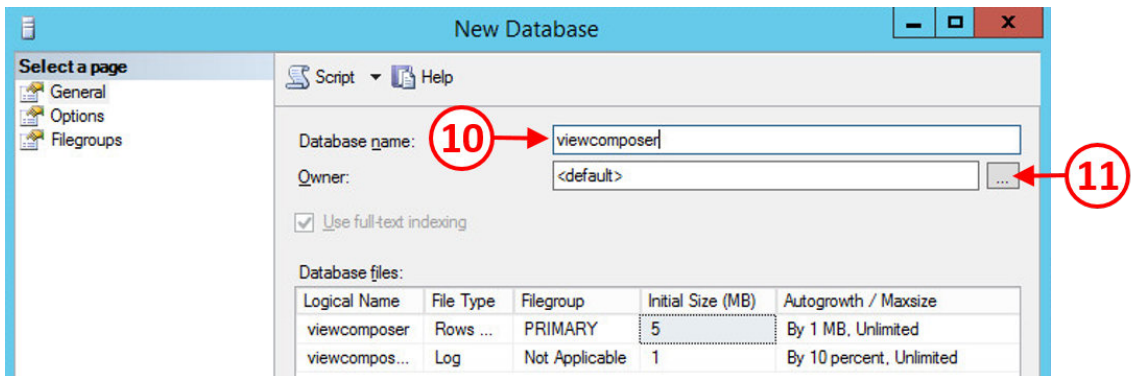 New Database
Select a page
General
Options
Filegroups
Script Help
Database name: 10 viewcomposer
Owner: <default> ... 11
Use full-text indexing
Database files:
Logical Name File Type Filegroup Initial Size (MB) Autogrowth / Maxsize
viewcomposer Rows ... PRIMARY 5 By 1 MB, Unlimited
viewcompos... Log Not Applicable 1 By 10 percent, Unlimited